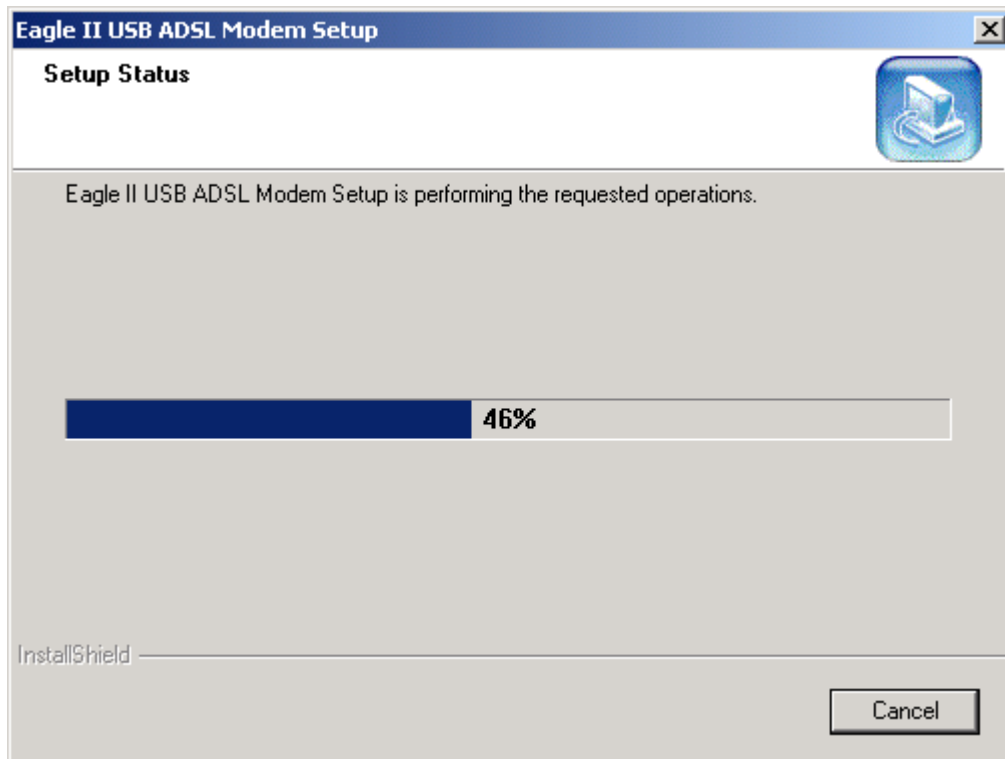 Eagle II USB ADSL Modem Setup
Setup Status
Eagle II USB ADSL Modem Setup is performing the requested operations.
46%
InstallShield
Cancel